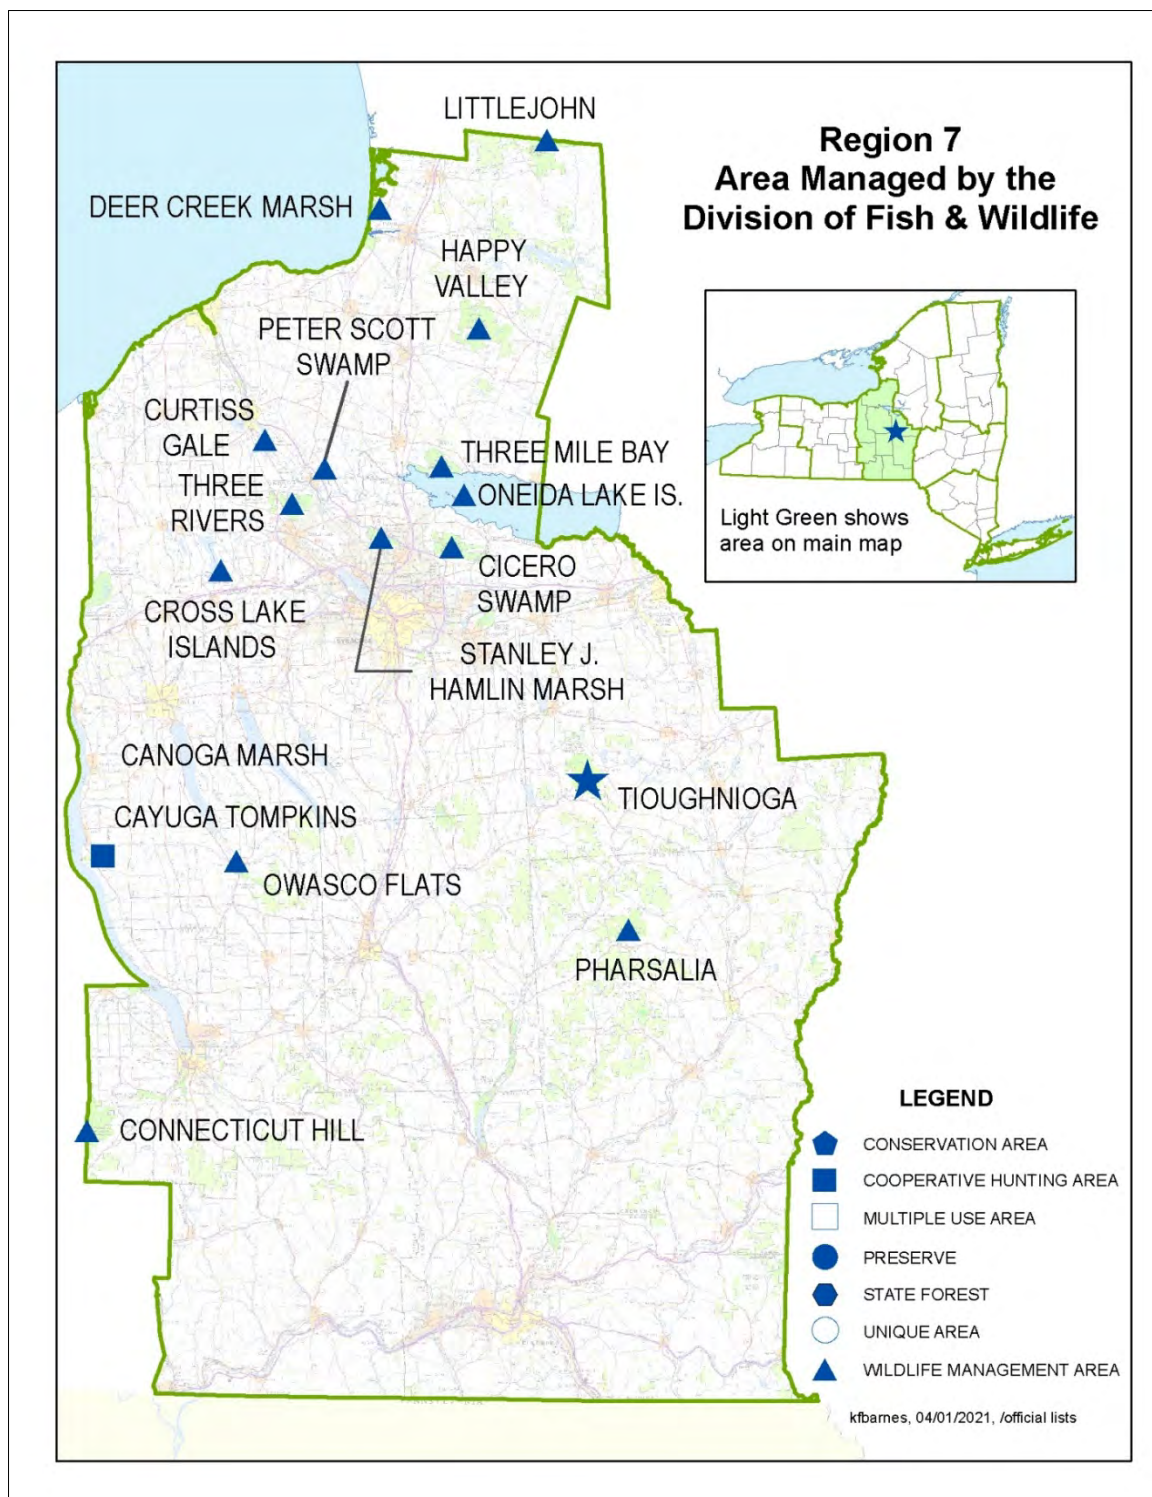 LITTLEJOHN
Region 7
Area Managed by the
Division of Fish & Wildlife
DEER CREEK MARSH
HAPPY
VALLEY
PETER SCOTT
SWAMP
CURTISS
GALE
THREE MILE BAY
THREE
RIVERS
ONEIDA LAKE IS.
Light Green shows
area on main map
CICERO
SWAMP
CROSS LAKE
ISLANDS
STANLEY J.
HAMLIN MARSH
CANOGA MARSH
TIOUGHNIOGA
CAYUGA TOMPKINS
OWASCO FLATS
PHARSALIA
CONNECTICUT HILL
LEGEND
CONSERVATION AREA
COOPERATIVE HUNTING AREA
MULTIPLE USE AREA
PRESERVE
STATE FOREST
UNIQUE AREA
WILDLIFE MANAGEMENT AREA
kfbarnes, 04/01/2021, /official lists